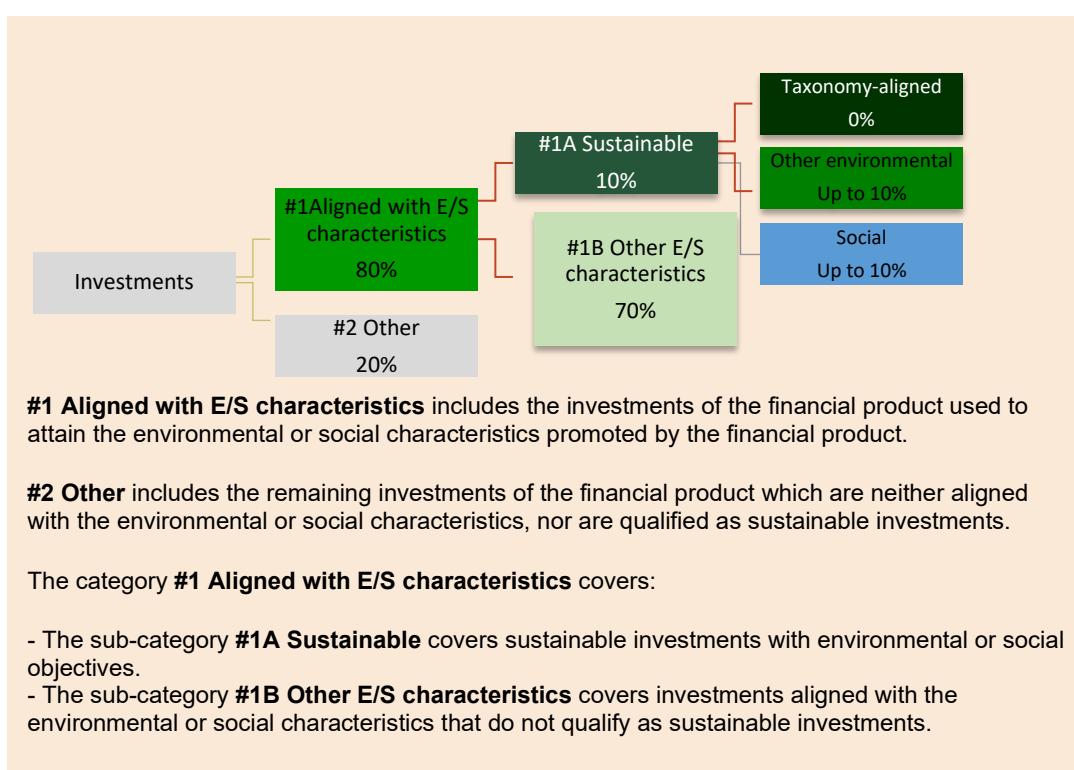 Taxonomy-aligned
0%
#1A Sustainable
10%
Other environmental
Up to 10%
#1Aligned with E/S
characteristics
80%
#1B Other E/S
characteristics
70%
Social
Up to 10%
Investments
#2 Other
20%
#1 Aligned with E/S characteristics includes the investments of the financial product used to
attain the environmental or social characteristics promoted by the financial product.
#2 Other includes the remaining investments of the financial product which are neither aligned
with the environmental or social characteristics, nor are qualified as sustainable investments.
The category #1 Aligned with E/S characteristics covers:
- The sub-category #1A Sustainable covers sustainable investments with environmental or social
objectives.
- The sub-category #1B Other E/S characteristics covers investments aligned with the
environmental or social characteristics that do not qualify as sustainable investments.